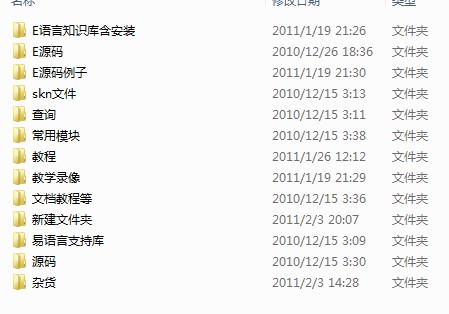 名称 修改日期 类型
E语言知识库含安装 2011/1/19 21:26 文件夹
E源码 2010/12/26 18:36 文件夹
E源码例子 2011/1/19 21:30 文件夹
skn文件 2010/12/15 3:13 文件夹
查询 2010/12/15 3:11 文件夹
常用模块 2010/12/15 3:38 文件夹
教程 2011/1/26 12:12 文件夹
教学录像 2011/1/19 21:29 文件夹
文档教程等 2010/12/15 3:36 文件夹
新建文件夹 2011/2/3 20:07 文件夹
易语言支持库 2010/12/15 3:09 文件夹
源码 2010/12/15 3:30 文件夹
杂货 2011/2/3 14:28 文件夹